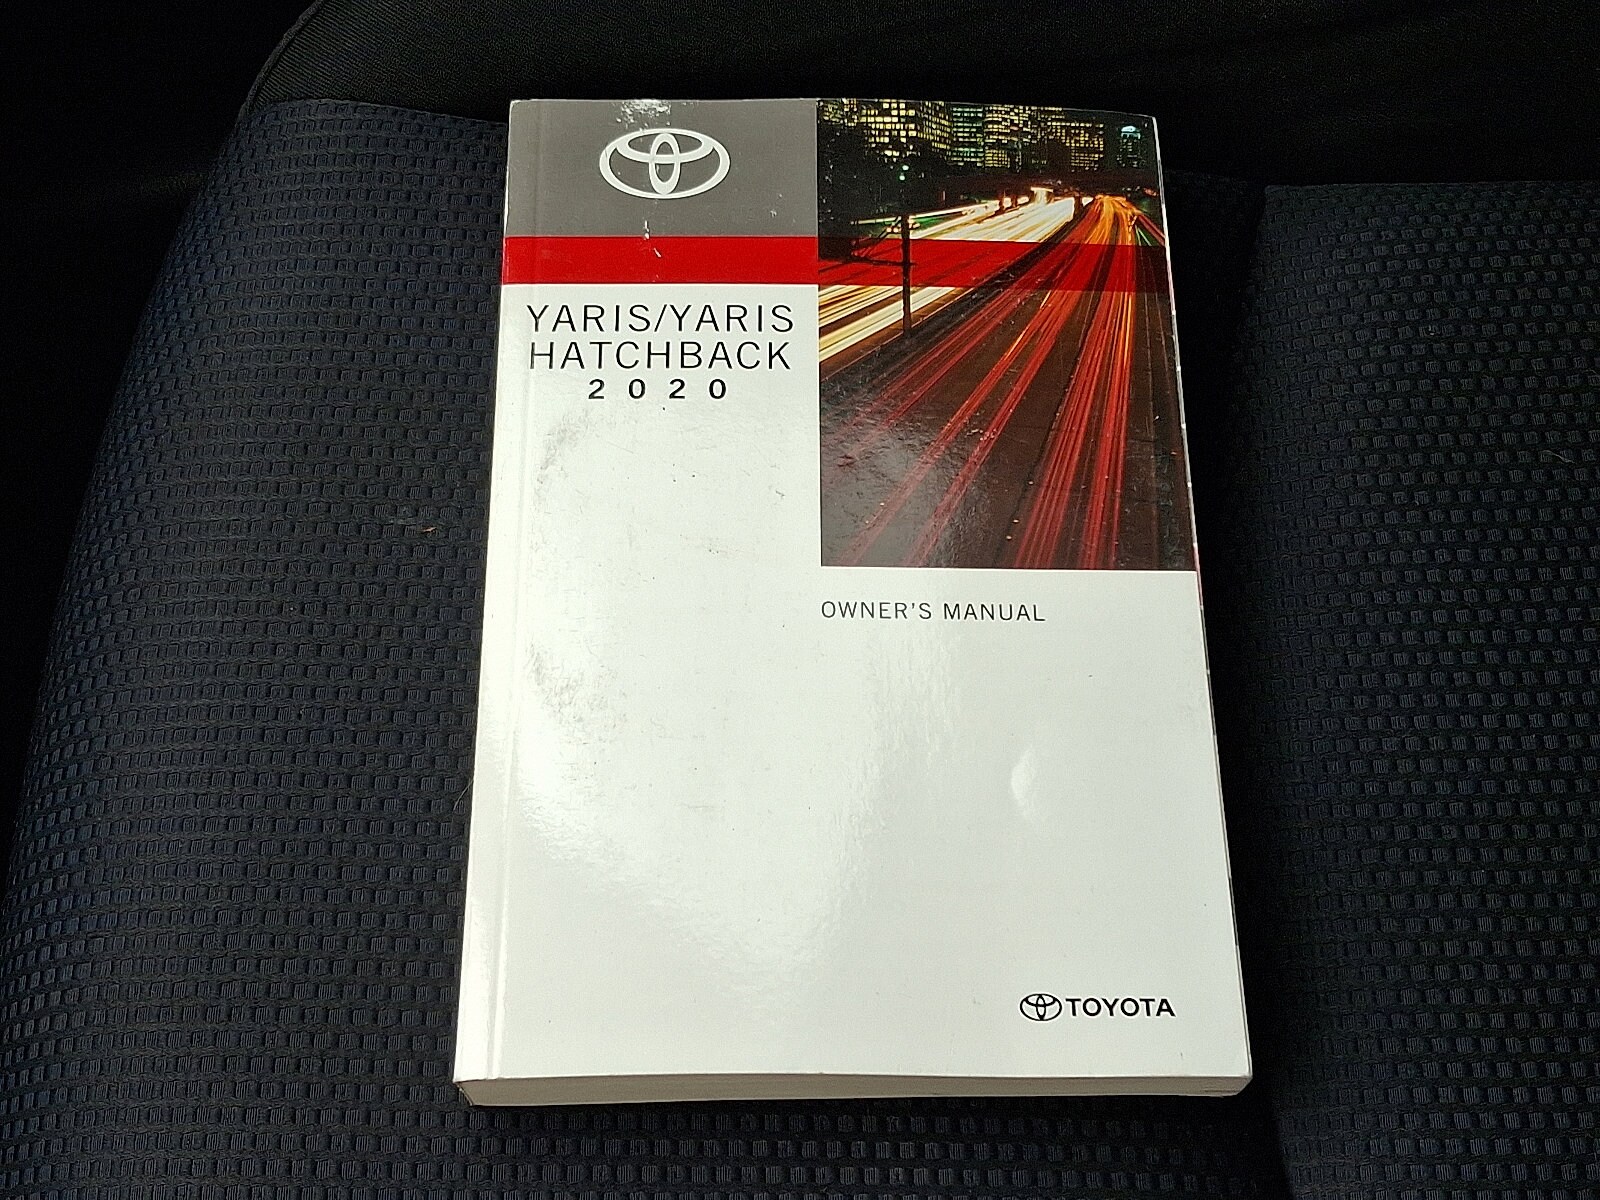 YARIS/YARIS
HATCHBACK
2020
OWNER'S MANUAL
TOYOTA